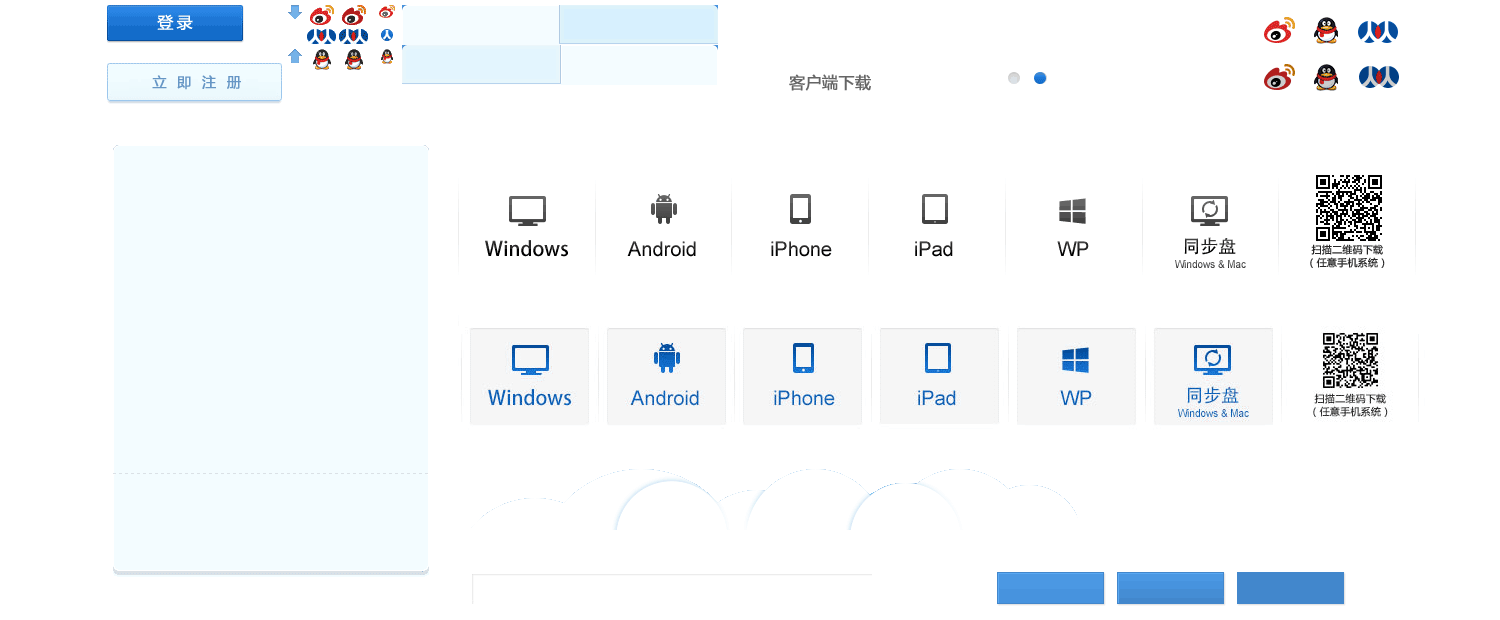 登录
立即注册
客户端下载
Windows
Android
iPhone
iPad
WP
同步盘
Windows & Mac
扫描二维码下载
（任意手机系统）
Windows
Android
iPhone
iPad
WP
同步盘
Windows & Mac
扫描二维码下载
（任意手机系统）